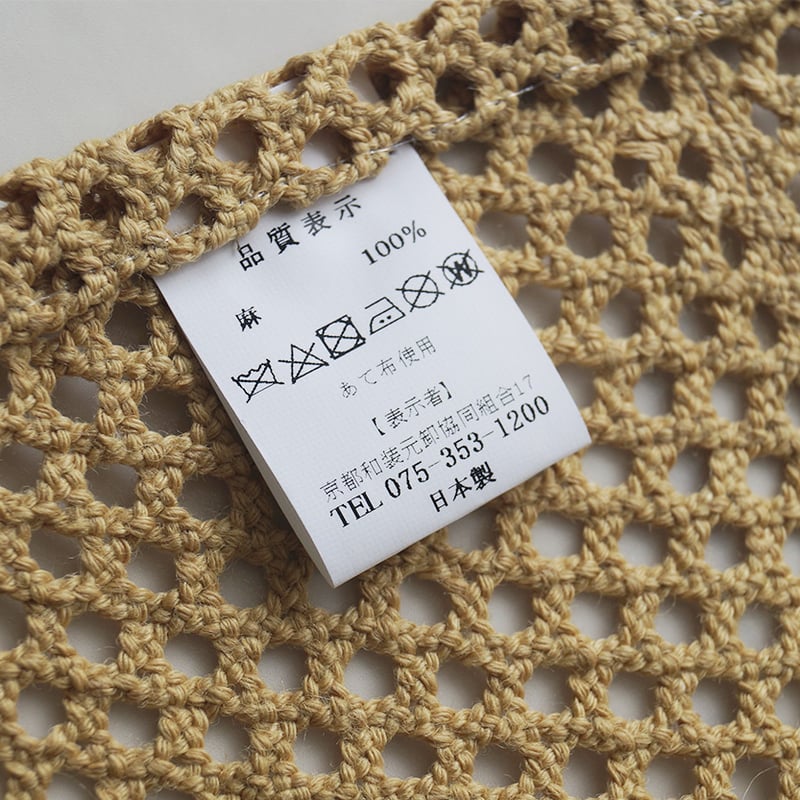 品質表示
麻 100%
あて布使用
【表示者】
京都和装元卸協同組合17
TEL 075-353-1200
日本製